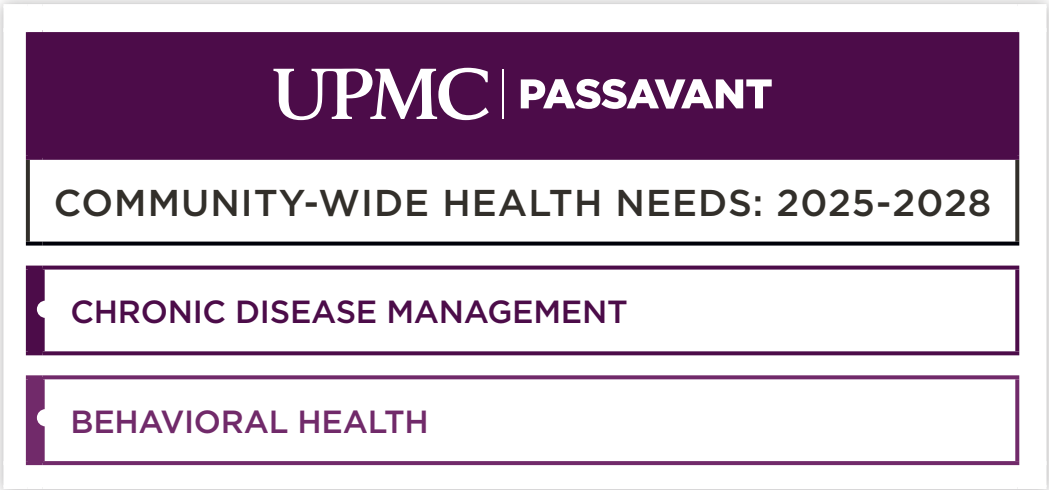 UPMC | PASSAVANT
COMMUNITY-WIDE HEALTH NEEDS: 2025-2028
CHRONIC DISEASE MANAGEMENT
BEHAVIORAL HEALTH